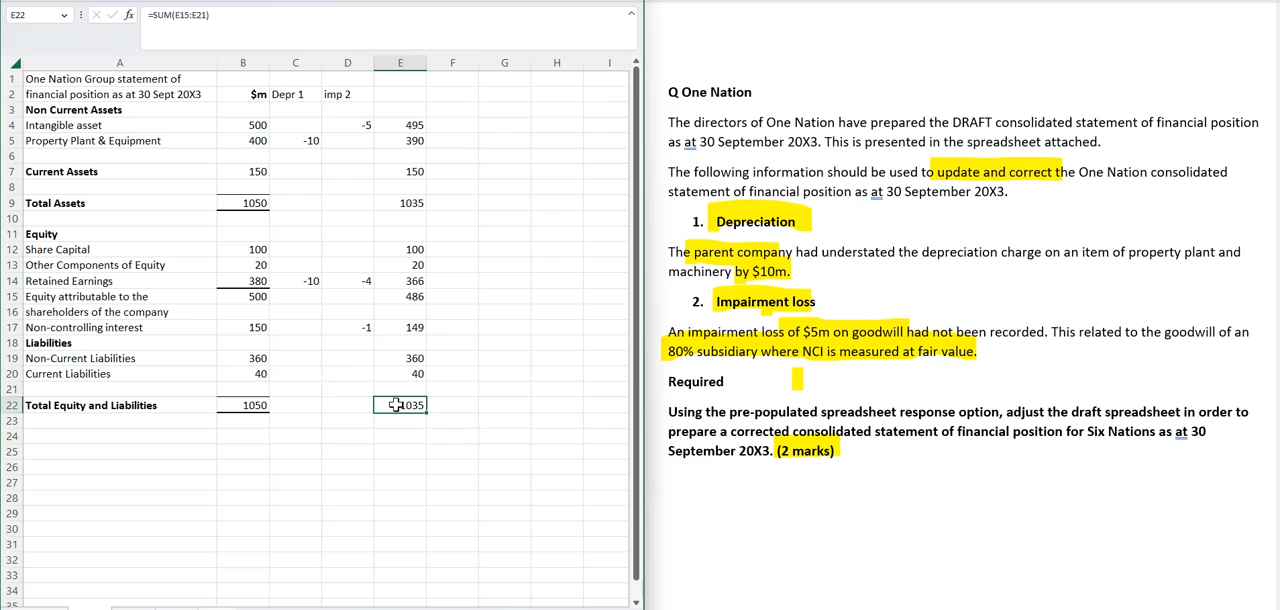 E22 fx =SUM(E15:E21)
A B C D E F G H I
1 One Nation Group statement of
2 financial position as at 30 Sept 20X3 $m Depr 1 imp 2
3 Non Current Assets
4 Intangible asset 500 -5 495
5 Property Plant & Equipment 400 -10 390
6
7 Current Assets 150 150
8
9 Total Assets 1050 1035
10
11 Equity
12 Share Capital 100 100
13 Other Components of Equity 20 20
14 Retained Earnings 380 -10 -4 366
15 Equity attributable to the 500 486
16 shareholders of the company
17 Non-controlling interest 150 -1 149
18 Liabilities
19 Non-Current Liabilities 360 360
20 Current Liabilities 40 40
21
22 Total Equity and Liabilities 1050 1035
23
24
25
26
27
28
29
30
31
32
33
34
35
Q One Nation
The directors of One Nation have prepared the DRAFT consolidated statement of financial position
as at 30 September 20X3. This is presented in the spreadsheet attached.
The following information should be used to update and correct the One Nation consolidated
statement of financial position as at 30 September 20X3.
1. Depreciation
The parent company had understated the depreciation charge on an item of property plant and
machinery by $10m.
2. Impairment loss
An impairment loss of $5m on goodwill had not been recorded. This related to the goodwill of an
80% subsidiary where NCI is measured at fair value.
Required
Using the pre-populated spreadsheet response option, adjust the draft spreadsheet in order to
prepare a corrected consolidated statement of financial position for Six Nations as at 30
September 20X3. (2 marks)